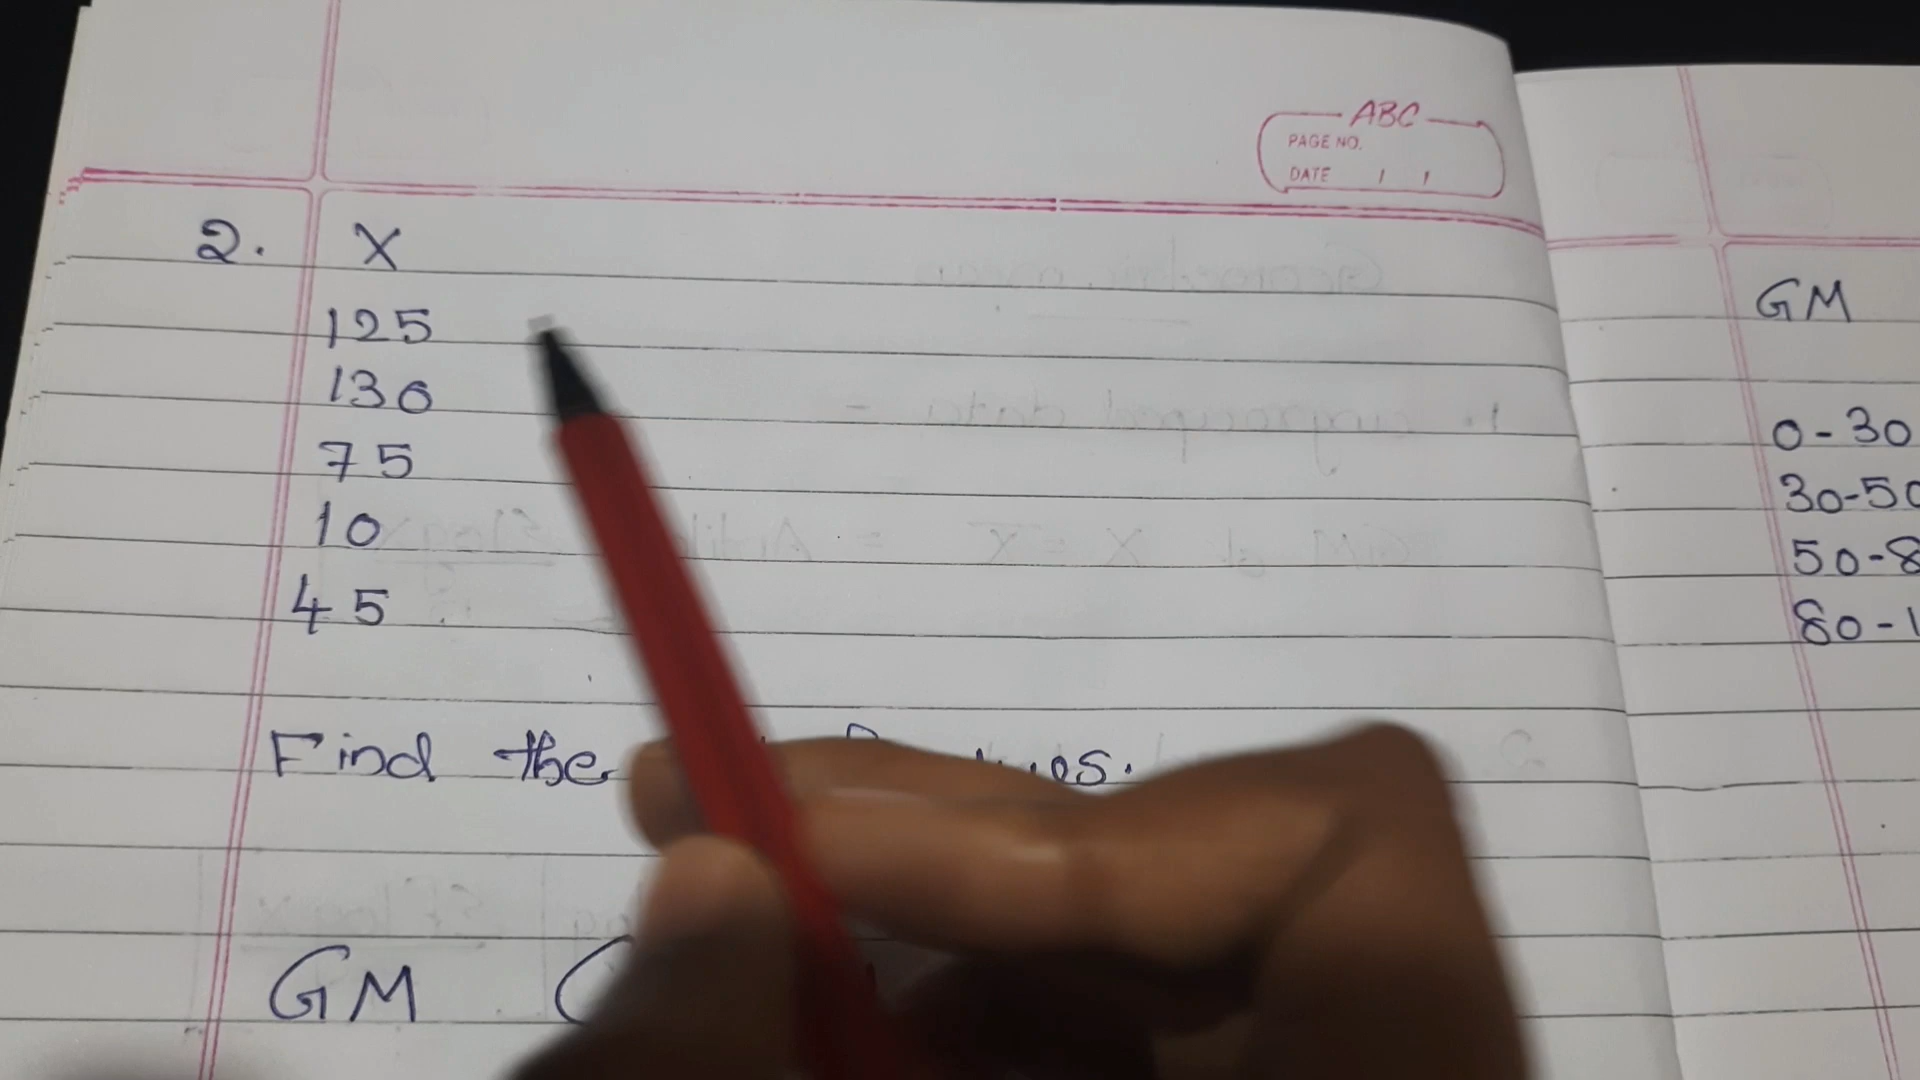 ABC
PAGE NO.
DATE / /
2. X
125
130
75
10
45
Find the
GM (
GM
0-30
30-50
50-8
80-1